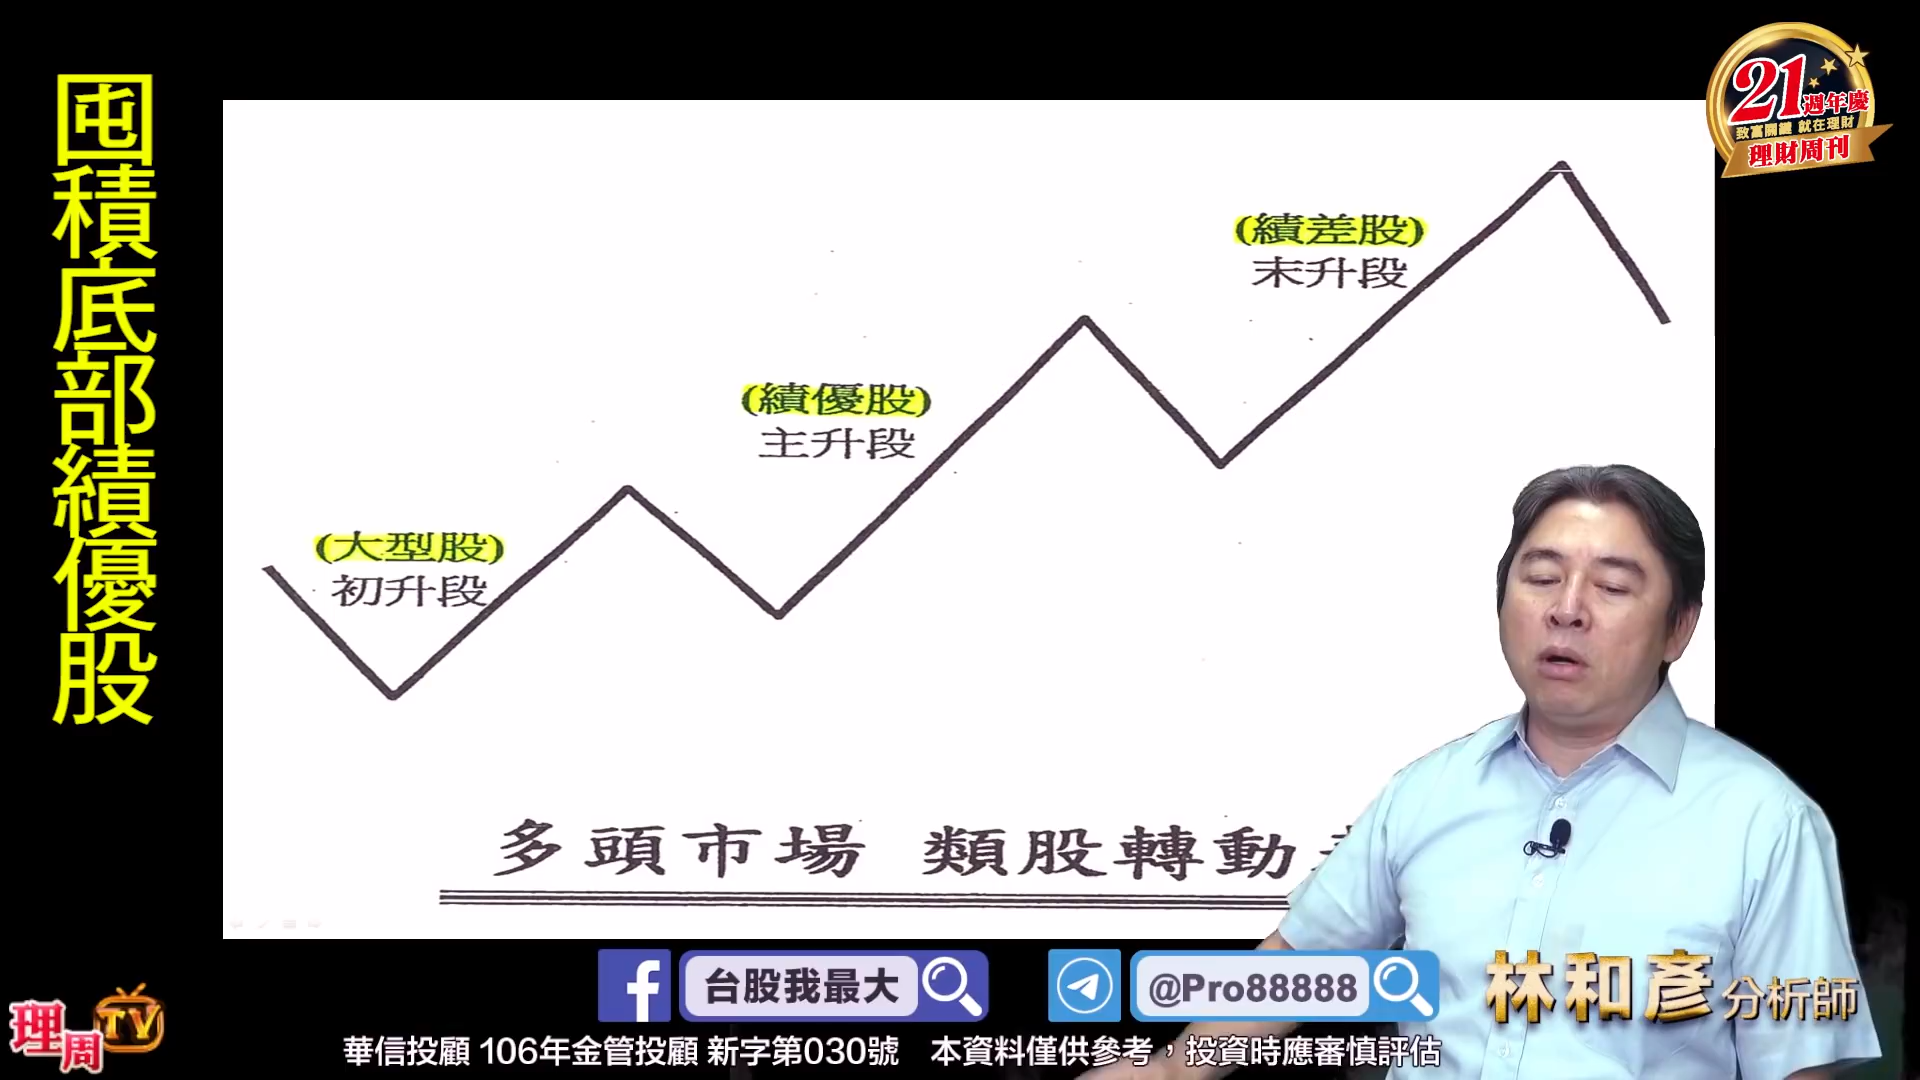 囤積底部績優股
21週年慶
致富關鍵 就在理財
理財周刊
(績差股)
末升段
(績優股)
主升段
(大型股)
初升段
多頭市場 類股轉動
台股我最大
@Pro88888
林和彥分析師
理周TV
華信投顧 106年金管投顧 新字第030號 本資料僅供參考，投資時應審慎評估